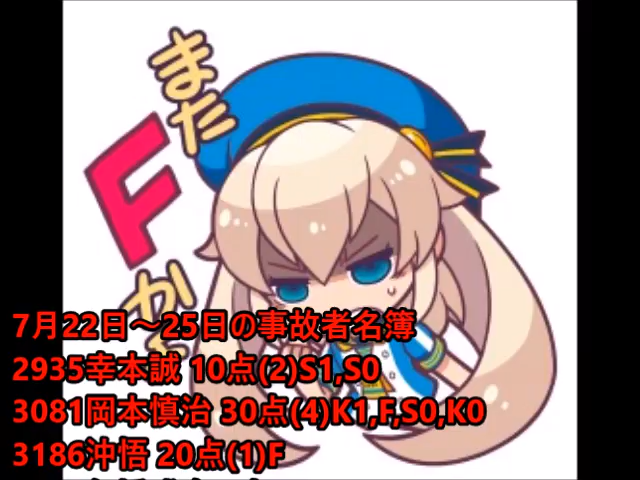 また
F
かぁ
7月22日～25日の事故者名簿
2935幸本誠 10点(2)S1,S0
3081岡本慎治 30点(4)K1,F,S0,K0
3186沖悟 20点(1)F